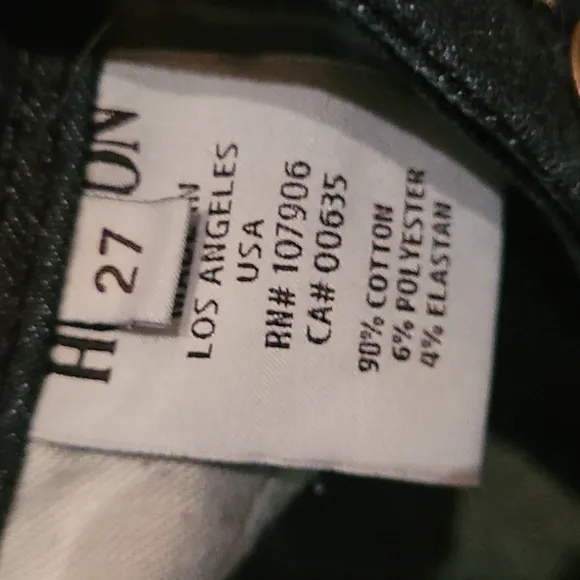 27
LOS ANGELES
USA
RN# 107906
CA# 00635
90% COTTON
6% POLYESTER
4% ELASTAN